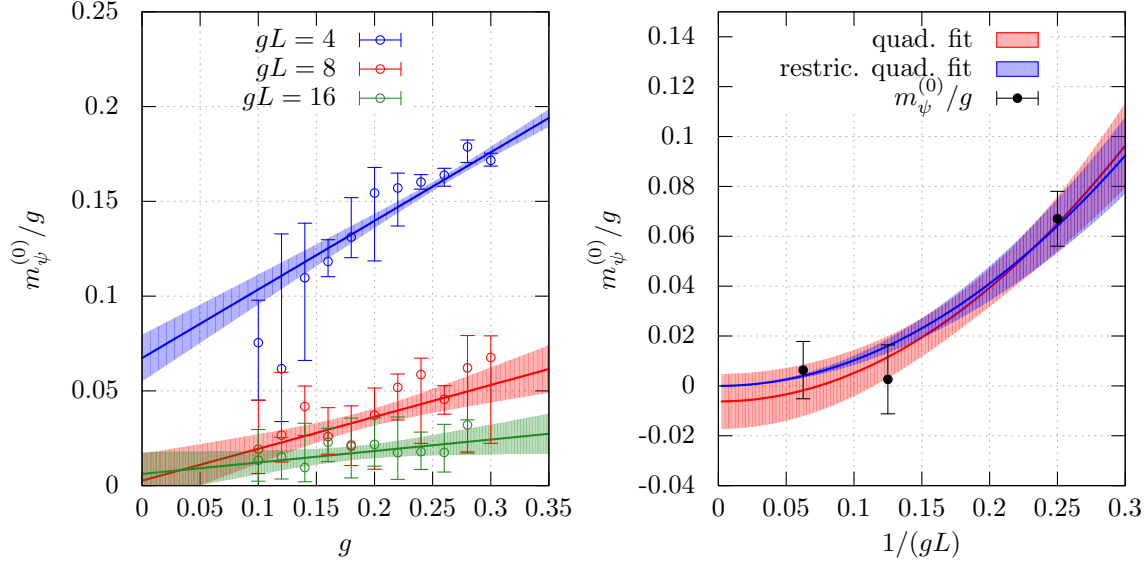 0.25
0.2
0.15
0.1
0.05
0
m_ψ^(0)/g
gL = 4
gL = 8
gL = 16
0 0.05 0.1 0.15 0.2 0.25 0.3 0.35
g
0.14
0.12
0.1
0.08
0.06
0.04
0.02
0
-0.02
-0.04
m_ψ^(0)/g
quad. fit
restric. quad. fit
m_ψ^(0)/g
0 0.05 0.1 0.15 0.2 0.25 0.3
1/(gL)